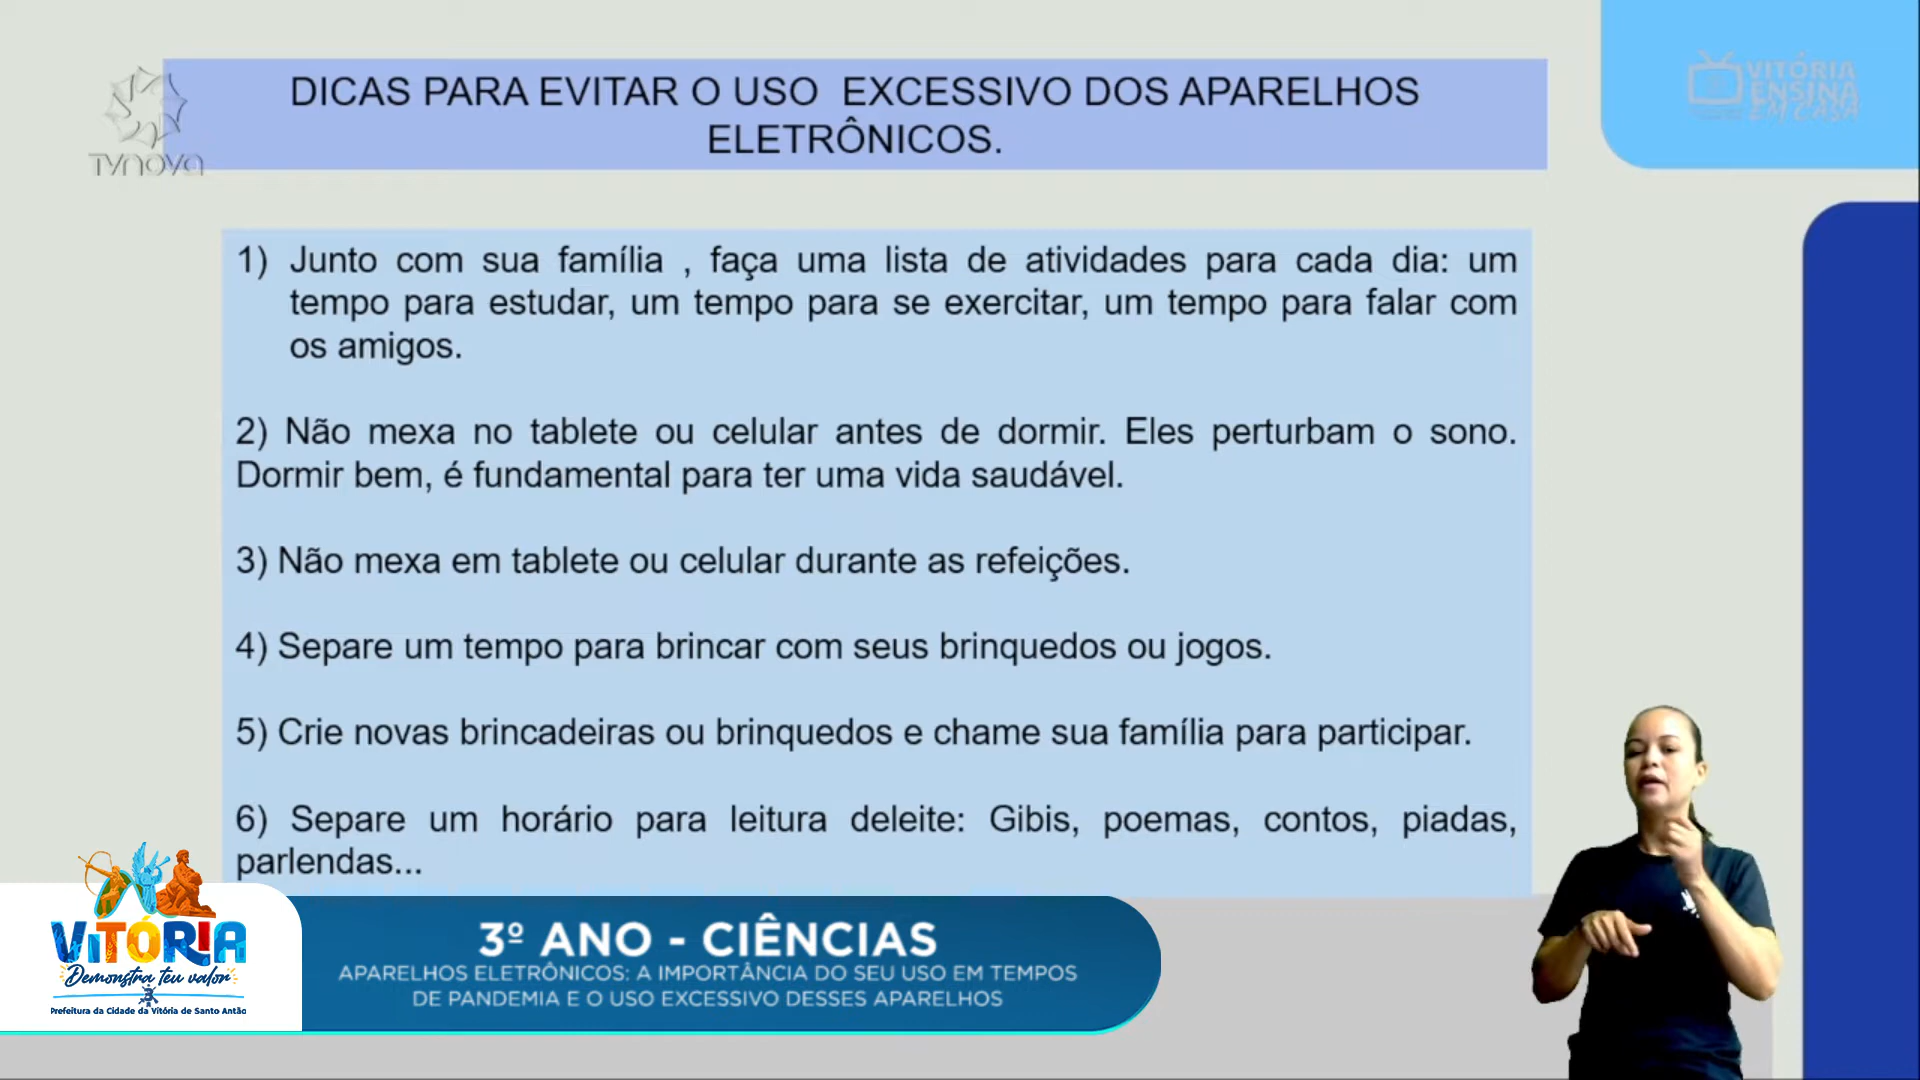 DICAS PARA EVITAR O USO EXCESSIVO DOS APARELHOS
ELETRÔNICOS.
TVNOVA
VITÓRIA
ENSINA
EM CASA
1) Junto com sua família , faça uma lista de atividades para cada dia: um
tempo para estudar, um tempo para se exercitar, um tempo para falar com
os amigos.
2) Não mexa no tablete ou celular antes de dormir. Eles perturbam o sono.
Dormir bem, é fundamental para ter uma vida saudável.
3) Não mexa em tablete ou celular durante as refeições.
4) Separe um tempo para brincar com seus brinquedos ou jogos.
5) Crie novas brincadeiras ou brinquedos e chame sua família para participar.
6) Separe um horário para leitura deleite: Gibis, poemas, contos, piadas,
parlendas...
VITÓRIA
Demonstra teu valor
Prefeitura da Cidade da Vitória de Santo Antão
3º ANO - CIÊNCIAS
APARELHOS ELETRÔNICOS: A IMPORTÂNCIA DO SEU USO EM TEMPOS
DE PANDEMIA E O USO EXCESSIVO DESSES APARELHOS